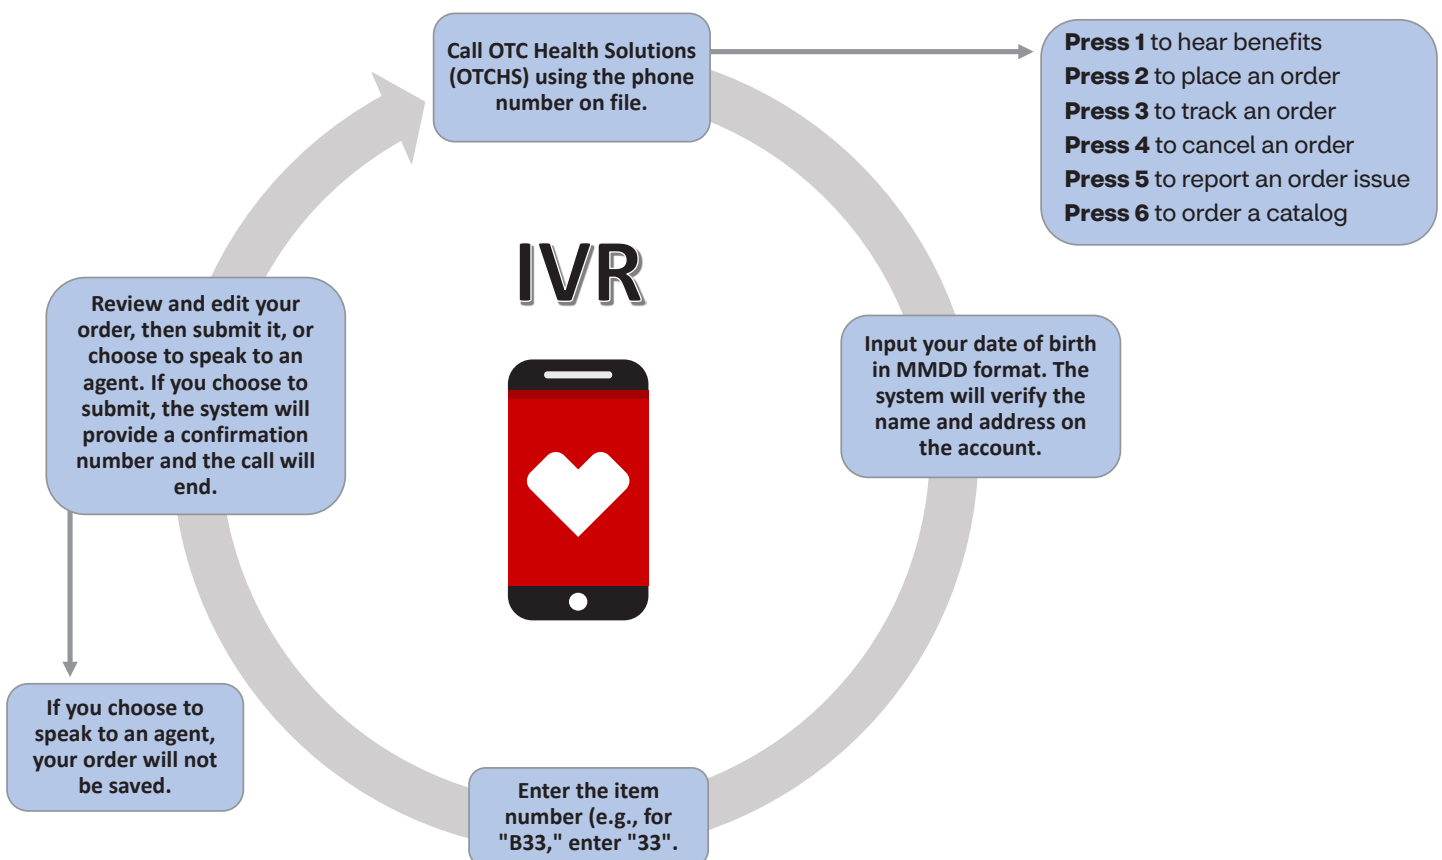 Call OTC Health Solutions
(OTCHS) using the phone
number on file.
Press 1 to hear benefits
Press 2 to place an order
Press 3 to track an order
Press 4 to cancel an order
Press 5 to report an order issue
Press 6 to order a catalog
IVR
Input your date of birth
in MMDD format. The
system will verify the
name and address on
the account.
Enter the item
number (e.g., for
"B33," enter "33".
Review and edit your
order, then submit it, or
choose to speak to an
agent. If you choose to
submit, the system will
provide a confirmation
number and the call will
end.
If you choose to
speak to an agent,
your order will not
be saved.